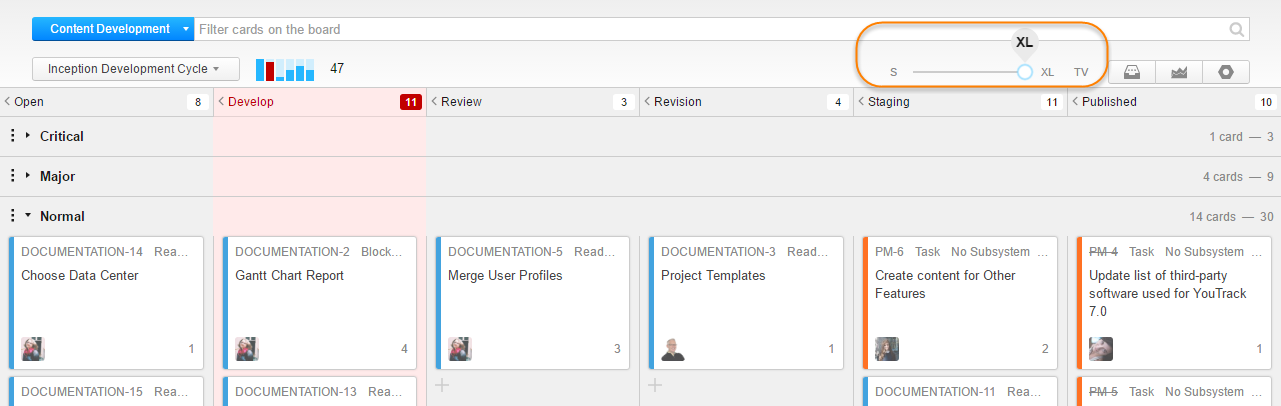 Content Development Filter cards on the board
XL
Inception Development Cycle 47 S XL TV
Open 8 Develop 11 Review 3 Revision 4 Staging 11 Published 10
Critical 1 card — 3
Major 4 cards — 9
Normal 14 cards — 30
DOCUMENTATION-14 Rea... DOCUMENTATION-2 Block... DOCUMENTATION-5 Read... DOCUMENTATION-3 Read... PM-6 Task No Subsystem ... PM-4 Task No Subsystem ...
Choose Data Center Gantt Chart Report Merge User Profiles Project Templates Create content for Other Update list of third-party
Features software used for YouTrack
7.0
1 4 3 1 2 1
DOCUMENTATION-15 Rea... DOCUMENTATION-13 Read... DOCUMENTATION-11 Rea... PM-5 Task No Subsystem ...